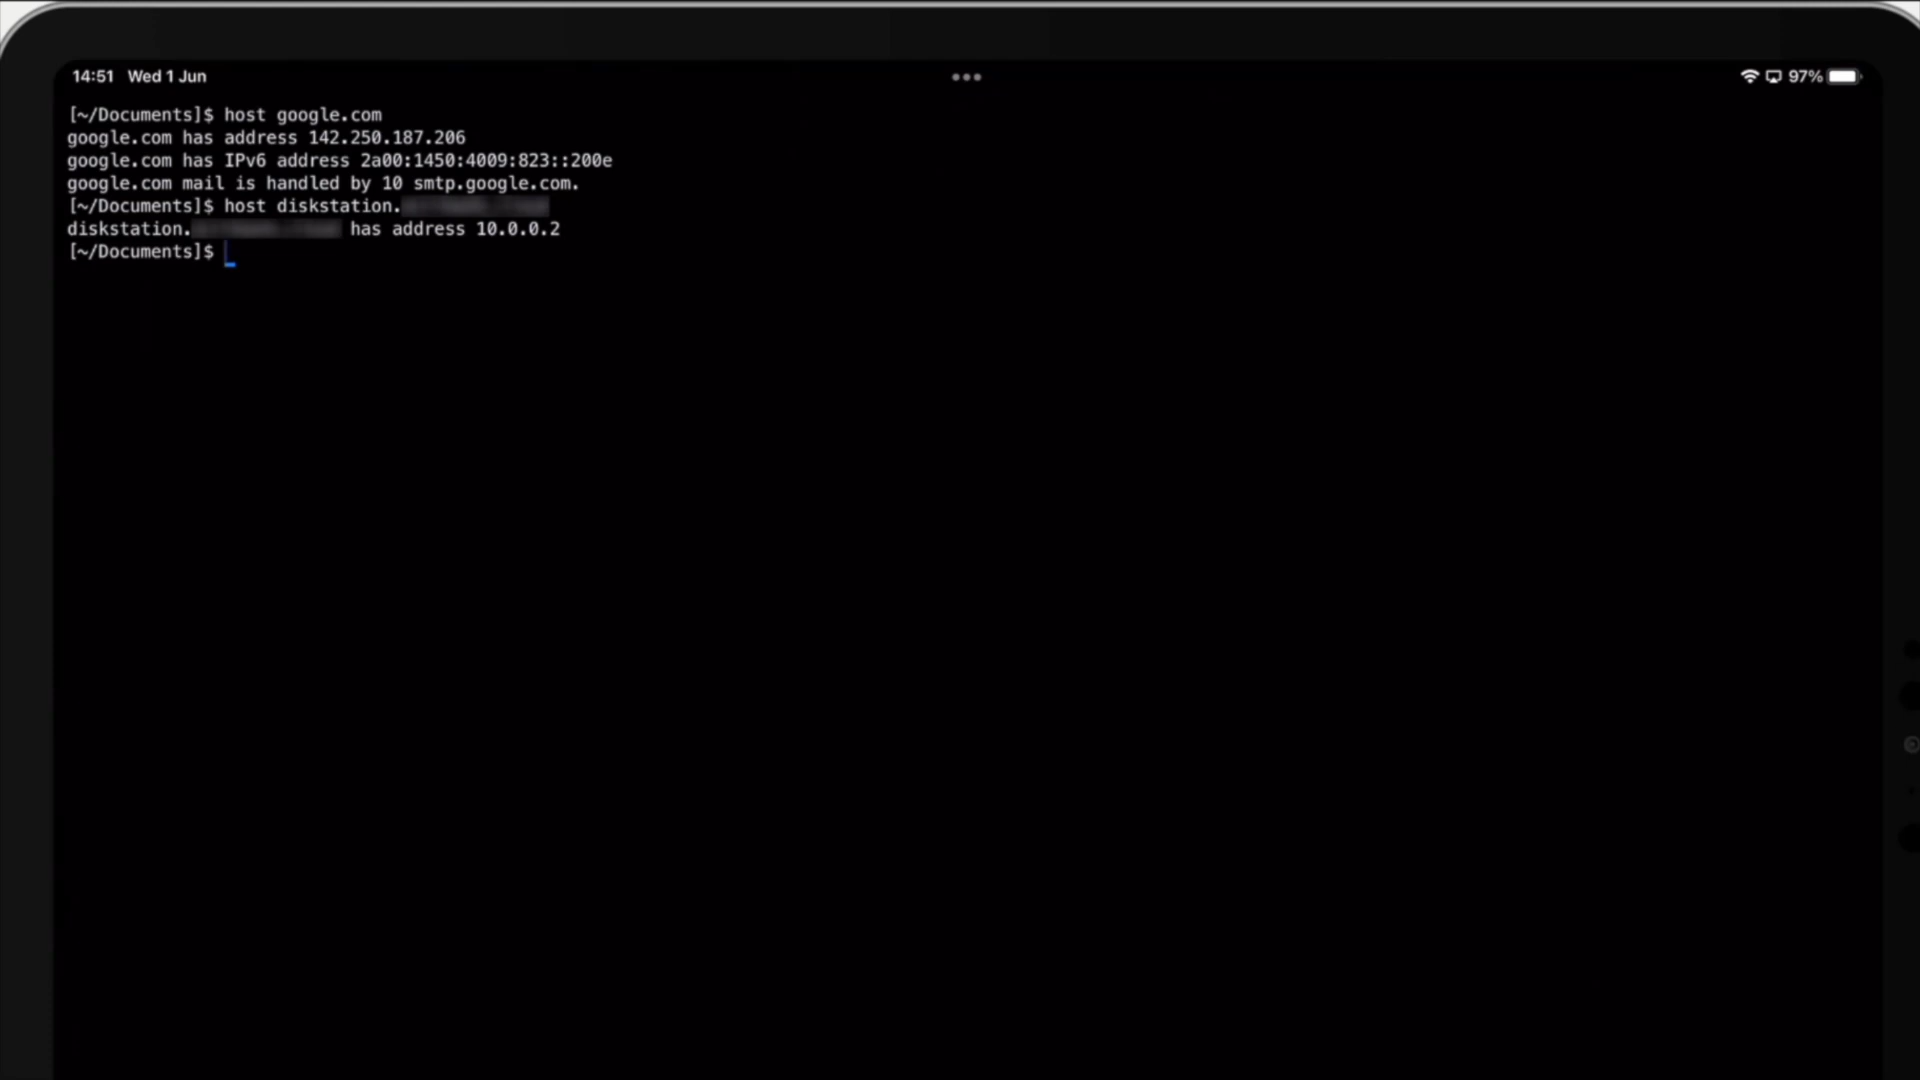 14:51 Wed 1 Jun
97%
[~/Documents]$ host google.com
google.com has address 142.250.187.206
google.com has IPv6 address 2a00:1450:4009:823::200e
google.com mail is handled by 10 smtp.google.com.
[~/Documents]$ host diskstation.
diskstation. has address 10.0.0.2
[~/Documents]$